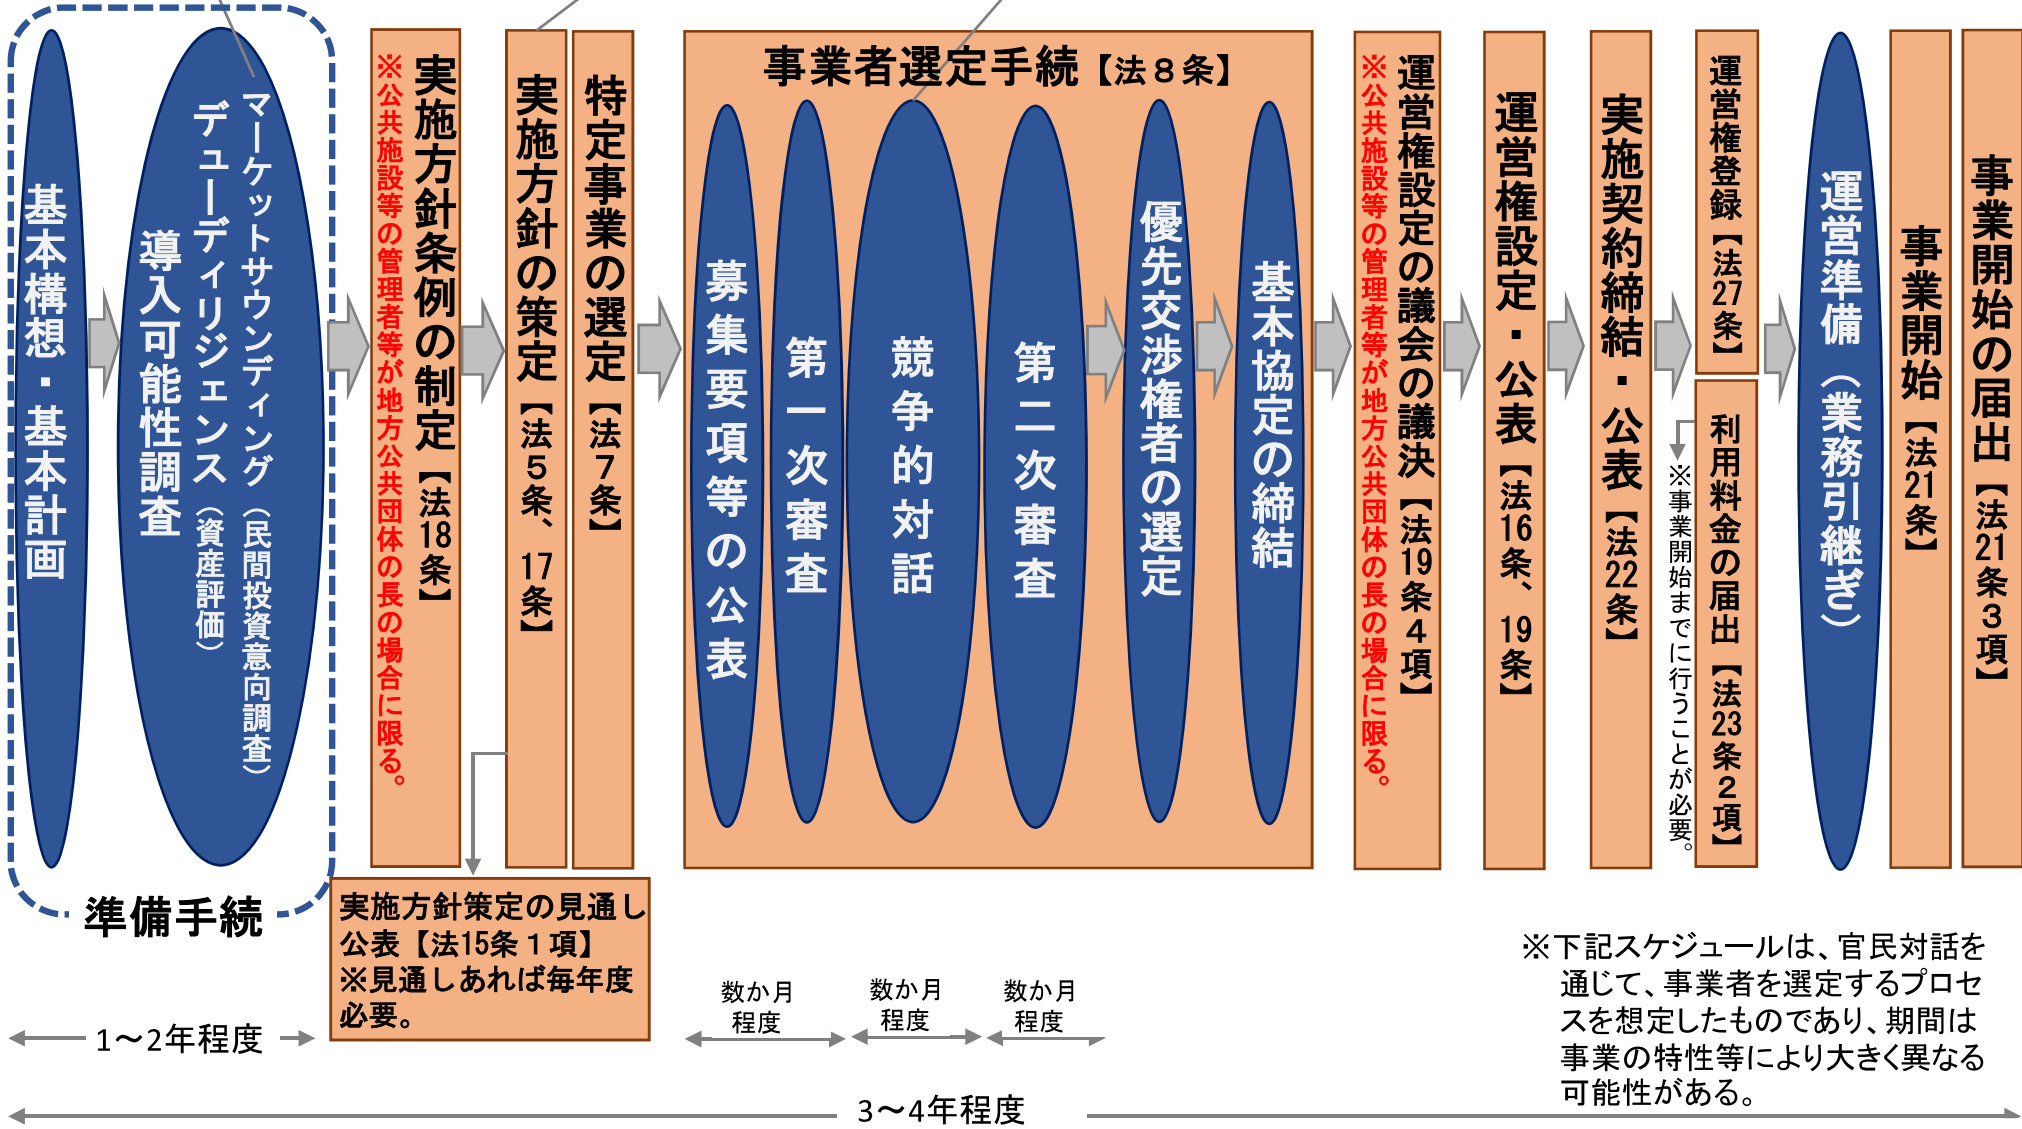 基本構想・基本計画
導入可能性調査
デューディリジェンス（資産評価）
マーケットサウンディング（民間投資意向調査）
準備手続
実施方針条例の制定【法18条】
※公共施設等の管理者等が地方公共団体の長の場合に限る。
実施方針の策定【法５条、17条】
特定事業の選定【法７条】
実施方針策定の見通し
公表【法15条１項】
※見通しあれば毎年度
必要。
事業者選定手続【法８条】
募集要項等の公表
第一次審査
競争的対話
第二次審査
優先交渉権者の選定
基本協定の締結
運営権設定の議会の議決【法19条４項】
※公共施設等の管理者等が地方公共団体の長の場合に限る。
運営権設定・公表【法16条、19条】
実施契約締結・公表【法22条】
運営権登録【法27条】
利用料金の届出【法23条２項】
※事業開始までに行うことが必要。
運営準備（業務引継ぎ）
事業開始【法21条】
事業開始の届出【法21条３項】
1～2年程度
数か月
程度
数か月
程度
数か月
程度
3～4年程度
※下記スケジュールは、官民対話を
通じて、事業者を選定するプロセ
スを想定したものであり、期間は
事業の特性等により大きく異なる
可能性がある。